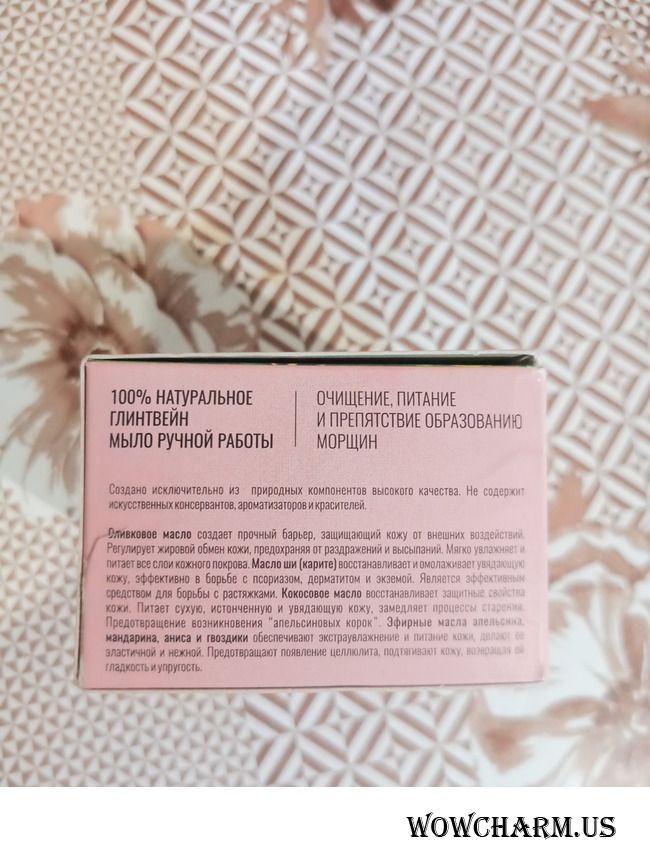 100% НАТУРАЛЬНОЕ
ГЛИНТВЕЙН
МЫЛО РУЧНОЙ РАБОТЫ
ОЧИЩЕНИЕ, ПИТАНИЕ
И ПРЕПЯТСТВИЕ ОБРАЗОВАНИЮ
МОРЩИН
Создано исключительно из природных компонентов высокого качества. Не содержит
искусственных консервантов, ароматизаторов и красителей.
Оливковое масло создает прочный барьер, защищающий кожу от внешних воздействий.
Регулирует жировой обмен кожи, предохраняя от раздражений и высыпаний. Мягко увлажняет и
питает все слои кожного покрова. Масло ши (карите) восстанавливает и омолаживает увядающую
кожу, эффективно в борьбе с псориазом, дерматитом и экземой. Является эффективным
средством для борьбы с растяжками. Кокосовое масло восстанавливает защитные свойства
кожи. Питает сухую, истонченную и увядающую кожу, замедляет процессы старения.
Предотвращение возникновения "апельсиновых корок". Эфирные масла апельсина,
мандарина, аниса и гвоздики обеспечивают экстраувлажнение и питание кожи, делают ее
эластичной и нежной. Предотвращают появление целлюлита, подтягивают кожу, возвращая ей
гладкость и упругость.
WOWCHARM.US